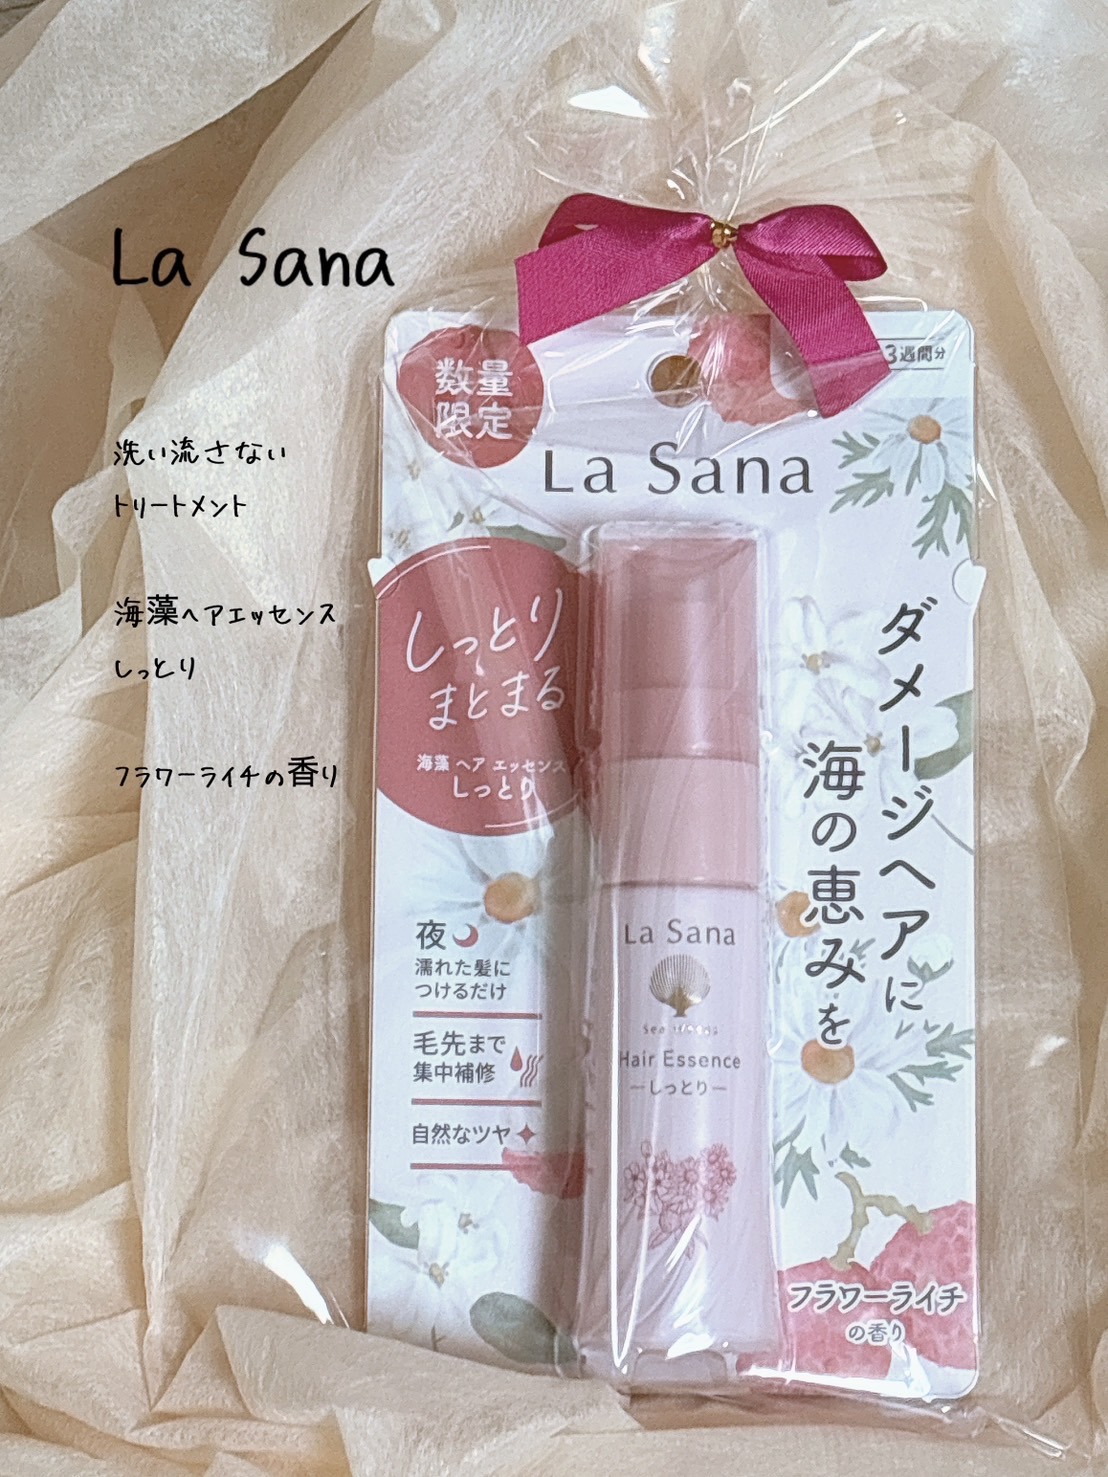 La Sana
洗い流さない
トリートメント
海藻ヘアエッセンス
しっとり
フラワーライチの香り
数量
限定
3週間分
La Sana
しっとり
まとまる
海藻 ヘア エッセンス
しっとり
ダメージヘアに
海の恵みを
夜
濡れた髪に
つけるだけ
毛先まで
集中補修
自然なツヤ
La Sana
Hair Essence
ーしっとりー
フラワーライチ
の香り